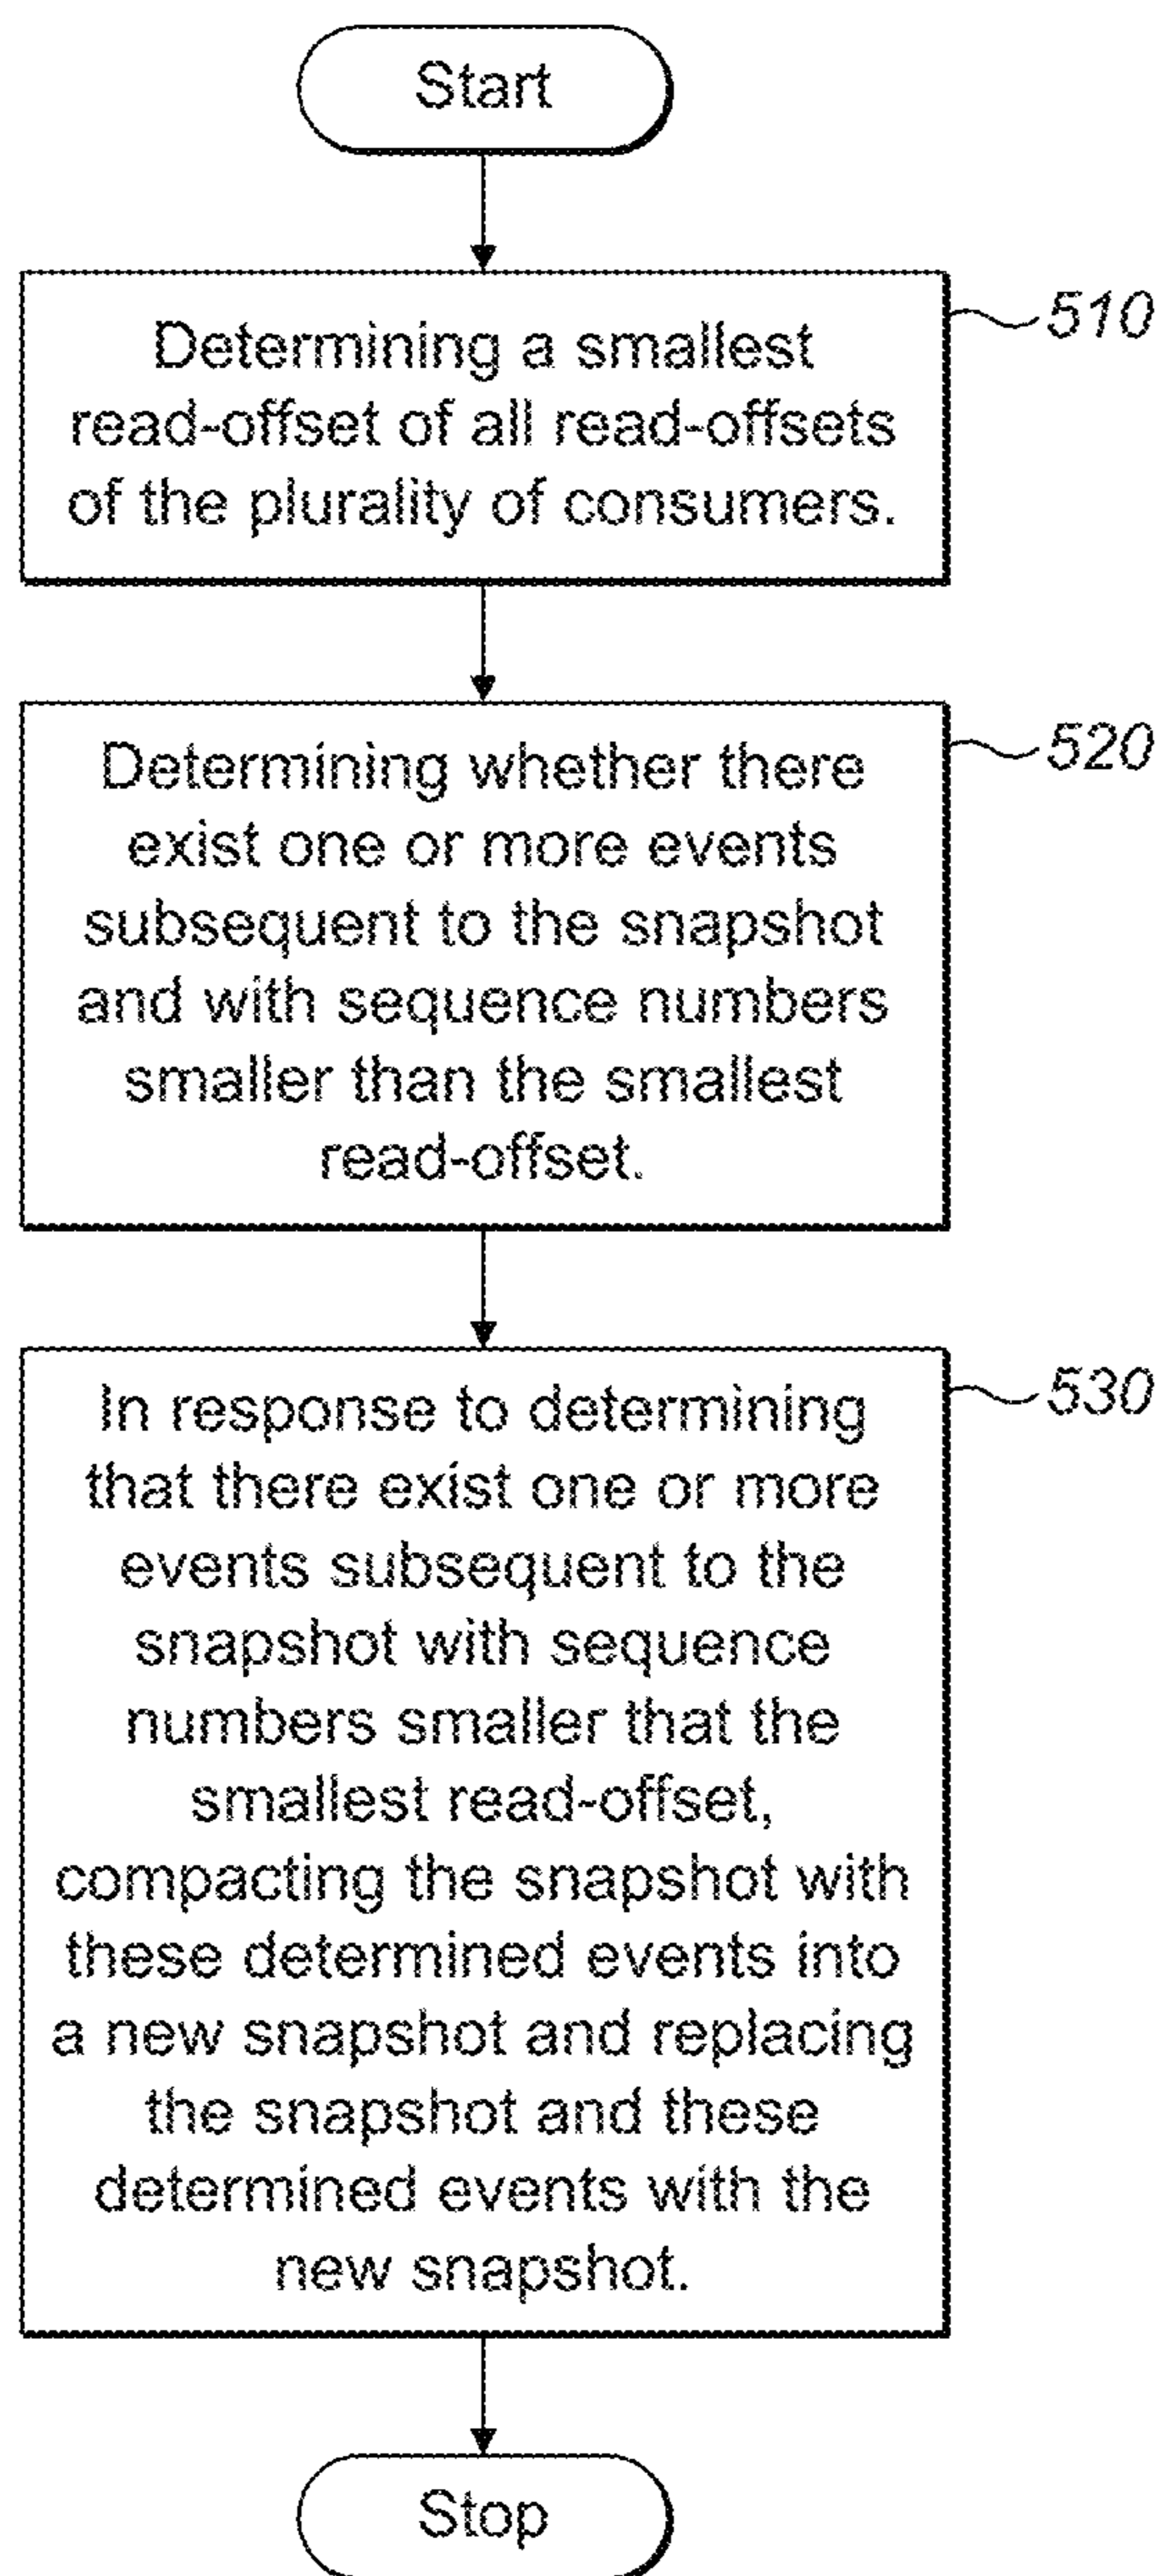 Start
Determining a smallest
read-offset of all read-offsets
of the plurality of consumers.
510
Determining whether there
exist one or more events
subsequent to the snapshot
and with sequence numbers
smaller than the smallest
read-offset.
520
In response to determining
that there exist one or more
events subsequent to the
snapshot with sequence
numbers smaller that the
smallest read-offset,
compacting the snapshot with
these determined events into
a new snapshot and replacing
the snapshot and these
determined events with the
new snapshot.
530
Stop